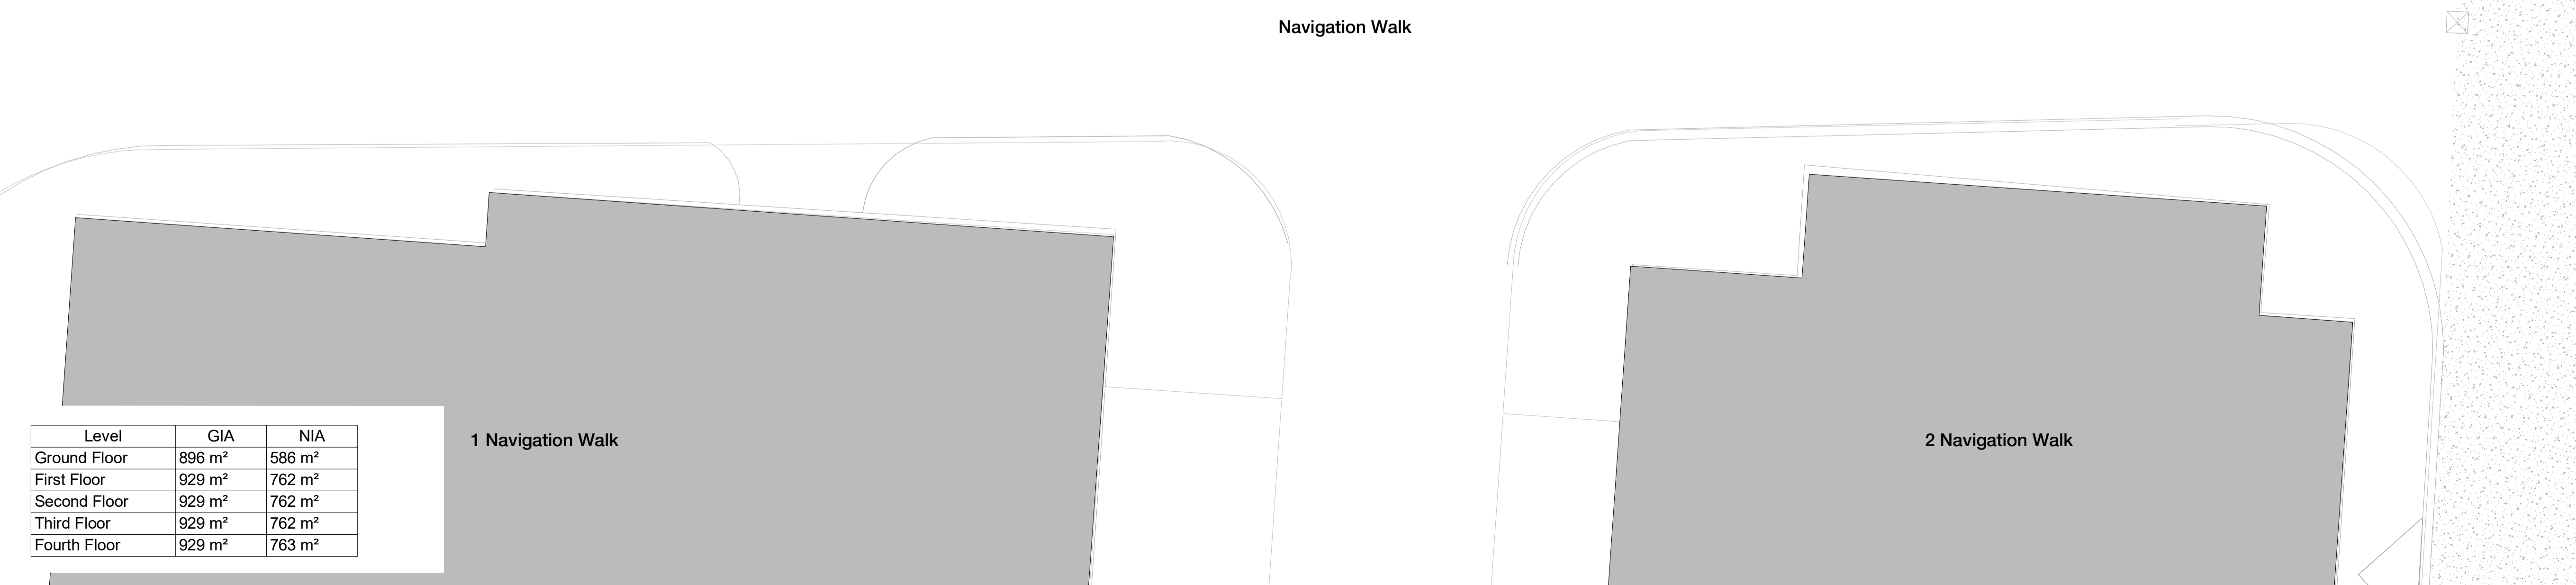 Navigation Walk
1 Navigation Walk
2 Navigation Walk
Level GIA NIA
Ground Floor 896 m² 586 m²
First Floor 929 m² 762 m²
Second Floor 929 m² 762 m²
Third Floor 929 m² 762 m²
Fourth Floor 929 m² 763 m²